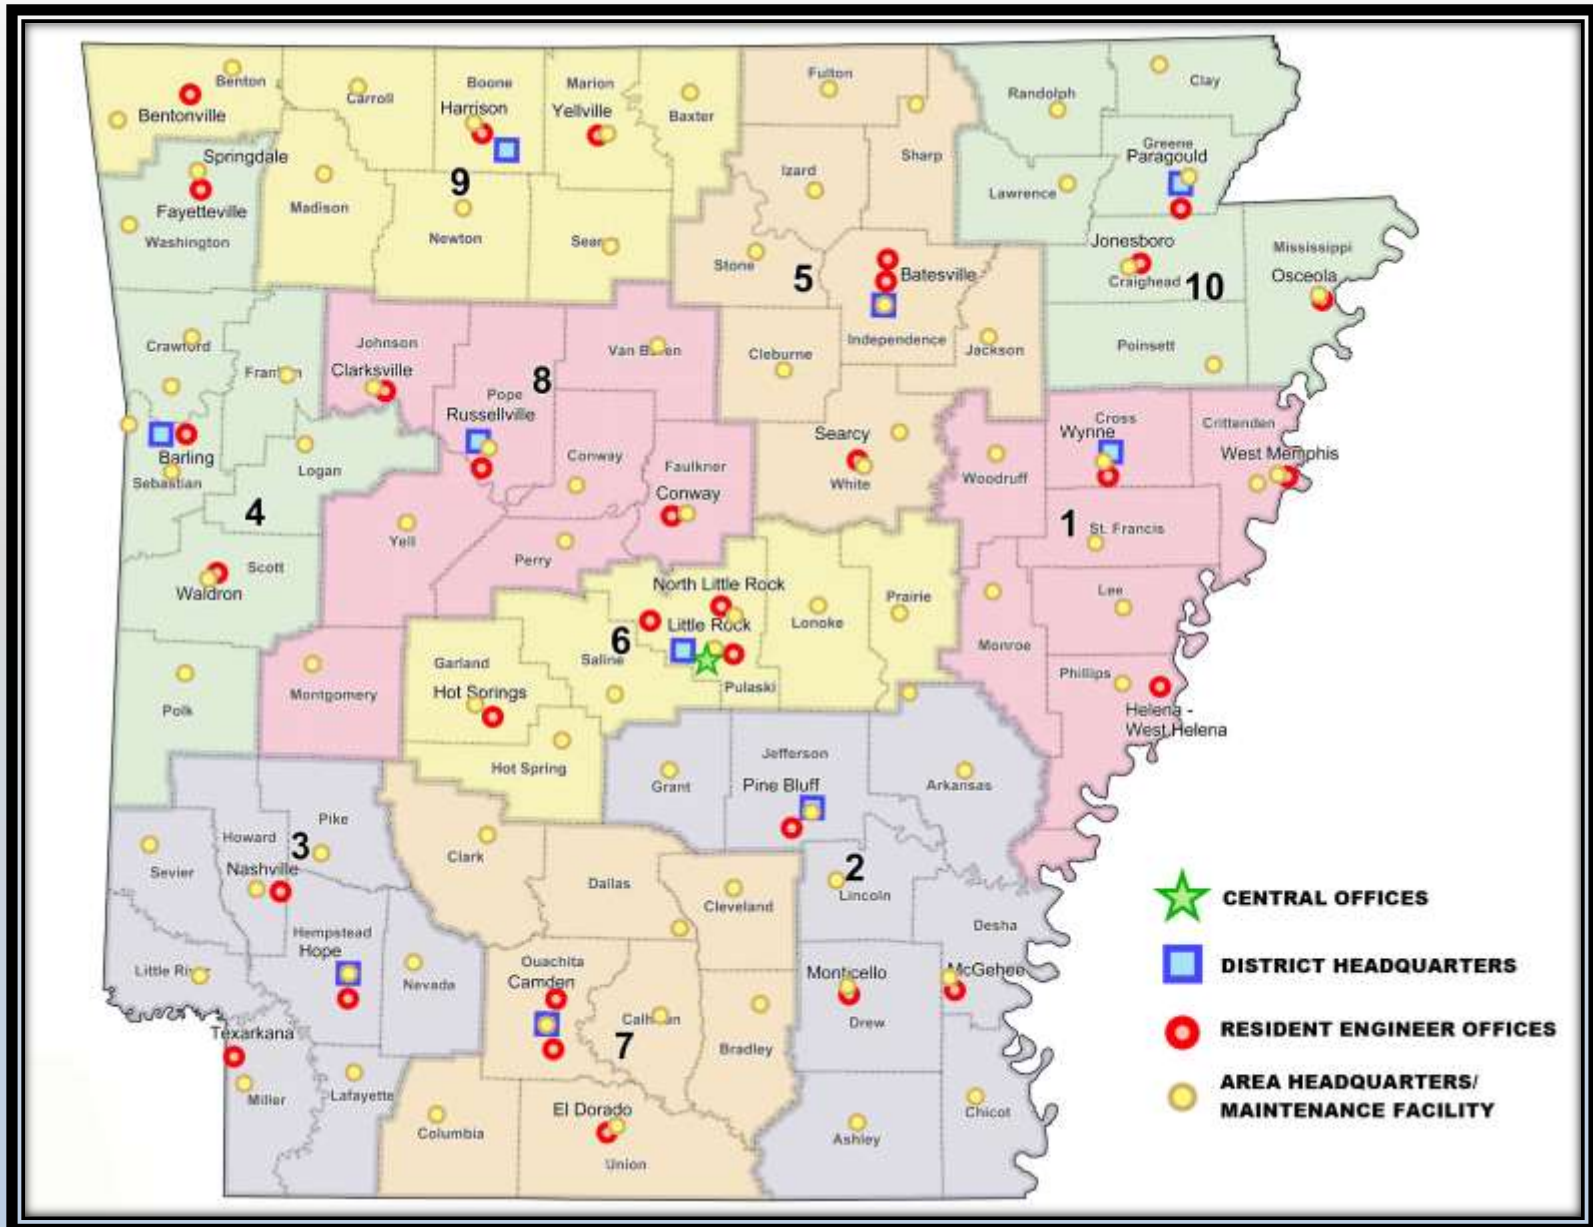 Benton
Bentonville
Carroll
Boone
Harrison
Marion
Yellville
Baxter
Fulton
Sharp
Izard
Randolph
Clay
Greene
Paragould
Lawrence
Springdale
Fayetteville
Washington
Madison
9
Newton
Stone
5
Batesville
Independence
Jackson
Jonesboro
Craighead
10
Mississippi
Osceola
Poinsett
Crawford
Johnson
Clarksville
8
Pope
Russellville
Cleburne
Barling
Sebastian
Logan
4
Conway
Faulkner
Conway
Searcy
White
Woodruff
Cross
Wynne
Crittenden
West Memphis
1
St. Francis
Yell
Perry
Scott
Waldron
North Little Rock
Little Rock
6
Saline
Pulaski
Lonoke
Prairie
Lee
Monroe
Phillips
Helena -
West Helena
Polk
Montgomery
Garland
Hot Springs
Hot Spring
Grant
Jefferson
Pine Bluff
Arkansas
Pike
Howard
3
Nashville
Sevier
Clark
Dallas
Cleveland
2
Lincoln
Desha
Hempstead
Hope
Little River
Nevada
Ouachita
Camden
7
Bradley
Monticello
McGehee
Drew
Texarkana
Miller
Lafayette
Columbia
El Dorado
Union
Ashley
Chicot
CENTRAL OFFICES
DISTRICT HEADQUARTERS
RESIDENT ENGINEER OFFICES
AREA HEADQUARTERS/
MAINTENANCE FACILITY